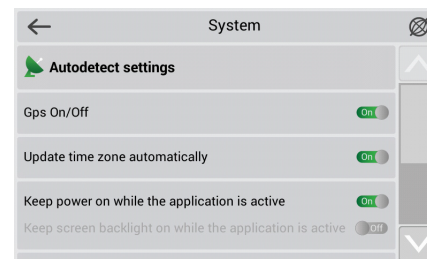 System
Autodetect settings
Gps On/Off On
Update time zone automatically On
Keep power on while the application is active On
Keep screen backlight on while the application is active Off